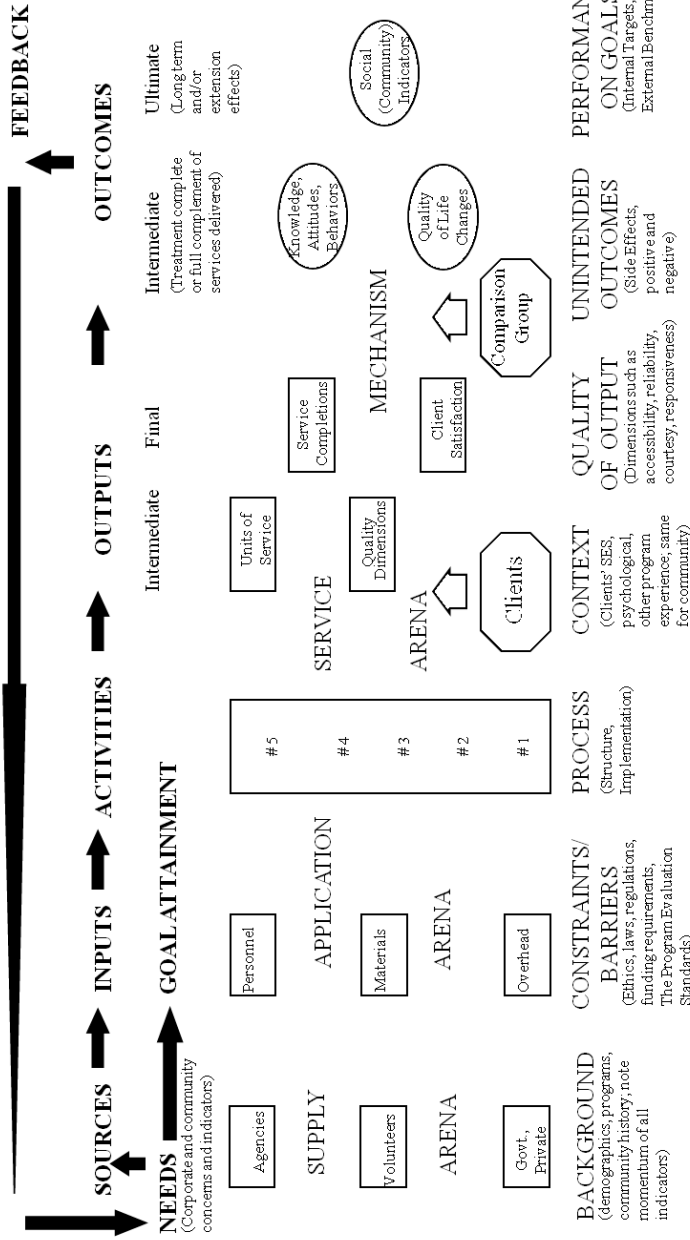 FEEDBACK
SOURCES
INPUTS
ACTIVITIES
OUTPUTS
OUTCOMES
NEEDS
(Corporate and community
concerns and indicators)
GOAL ATTAINMENT
Intermediate
Final
Intermediate
(Treatment complete
or full complement of
services delivered)
Ultimate
(Long term
and/or
extension
effects)
Agencies
SUPPLY
Volunteers
ARENA
Govt.,
Private
Personnel
APPLICATION
Materials
ARENA
Overhead
#5
#4
#3
#2
#1
Units of
Service
SERVICE
Quality
Dimensions
ARENA
Clients
Service
Completions
MECHANISM
Client
Satisfaction
Comparison
Group
Knowledge,
Attitudes,
Behaviors
Quality
of Life
Changes
Social
(Community)
Indicators
BACKGROUND
(demographics, programs,
community history; note
momentum of all
indicators)
CONSTRAINTS/
BARRIERS
(Ethics, laws, regulations,
funding requirements,
The Program Evaluation
Standards)
PROCESS
(Structure,
Implementation)
CONTEXT
(Clients' SES,
psychological,
other program
experience; same
for community)
QUALITY
OF OUTPUT
(Dimensions such as
accessibility, reliability,
courtesy, responsiveness)
UNINTENDED
OUTCOMES
(Side Effects,
positive and
negative)
PERFORMAN
ON GOALS
(Internal Targets,
External Benchm